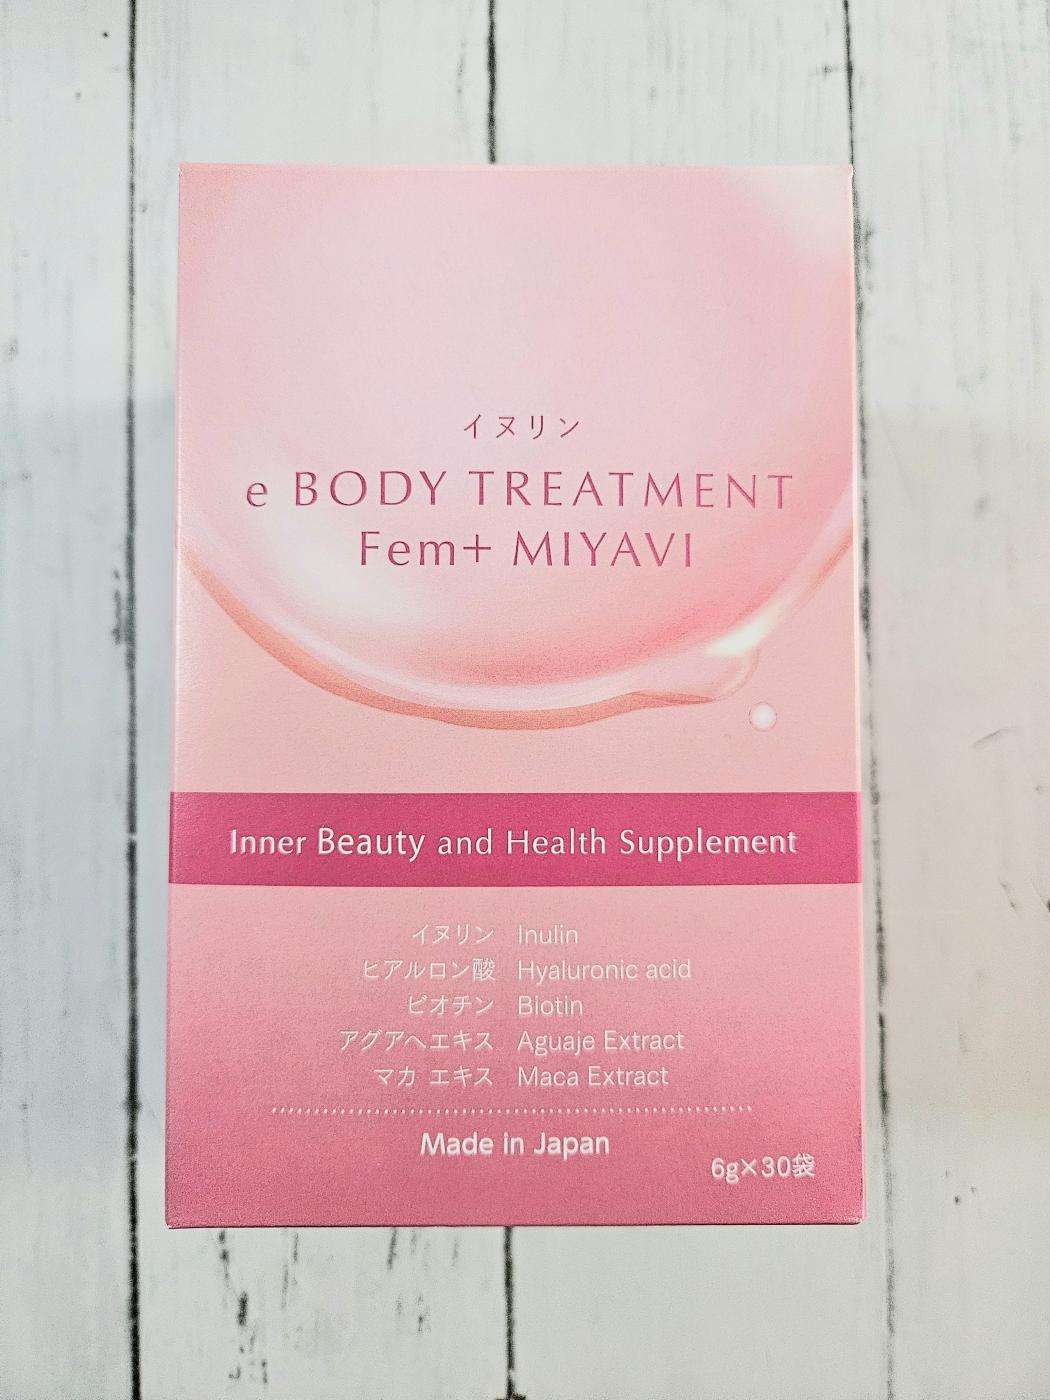 イヌリン
e BODY TREATMENT
Fem+ MIYAVI
Inner Beauty and Health Supplement
イヌリン Inulin
ヒアルロン酸 Hyaluronic acid
ビオチン Biotin
アグアヘエキス Aguaje Extract
マカ エキス Maca Extract
Made in Japan
6g×30袋